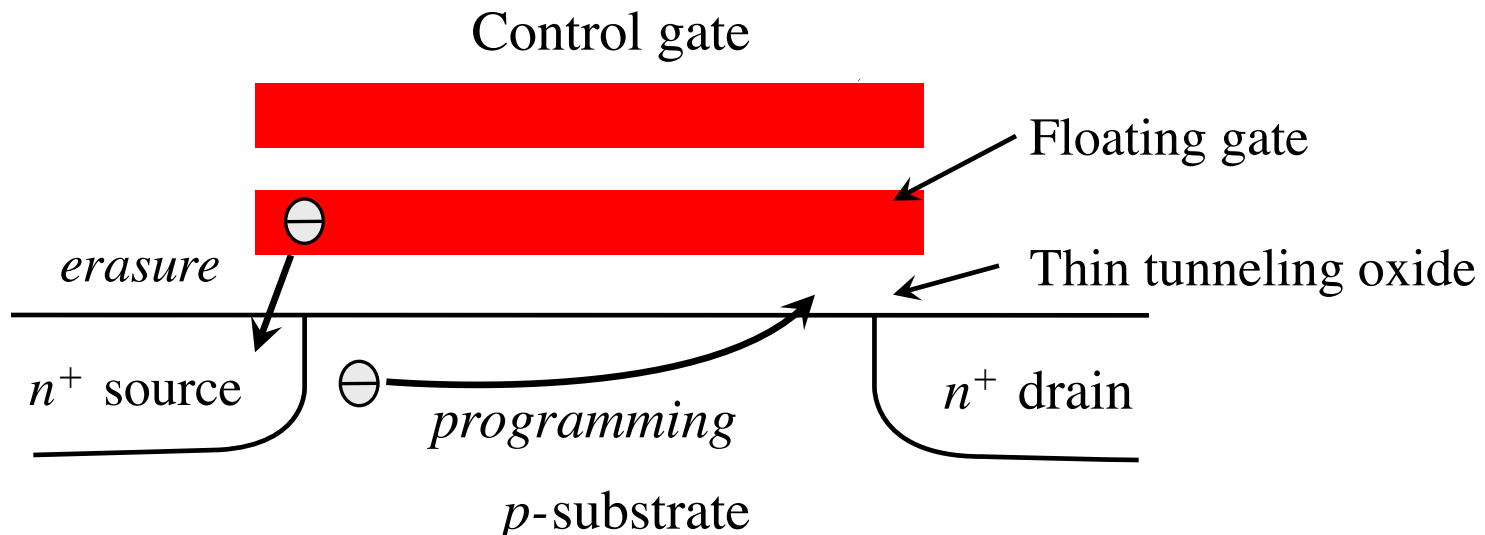 Control gate
Floating gate
erasure
Thin tunneling oxide
n⁺ source
n⁺ drain
programming
p-substrate